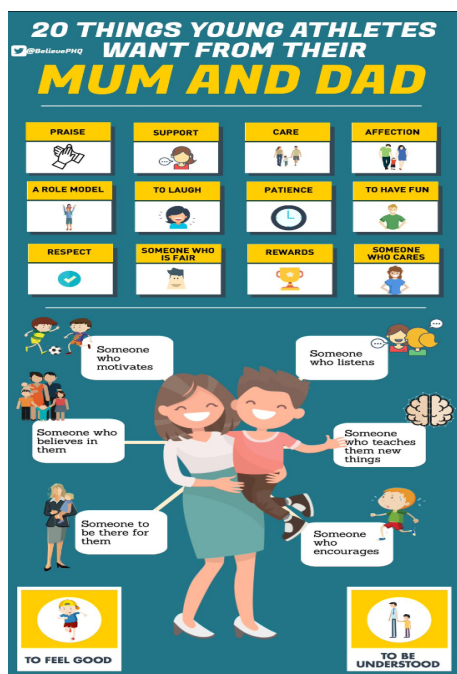 20 THINGS YOUNG ATHLETES
WANT FROM THEIR
@BelievePHQ
MUM AND DAD
PRAISE
SUPPORT
CARE
AFFECTION
A ROLE MODEL
TO LAUGH
PATIENCE
TO HAVE FUN
RESPECT
SOMEONE WHO
IS FAIR
REWARDS
SOMEONE
WHO CARES
Someone
who
motivates
Someone
who listens
Someone who
believes in
them
Someone
who teaches
them new
things
Someone to
be there for
them
Someone
who
encourages
TO FEEL GOOD
TO BE
UNDERSTOOD